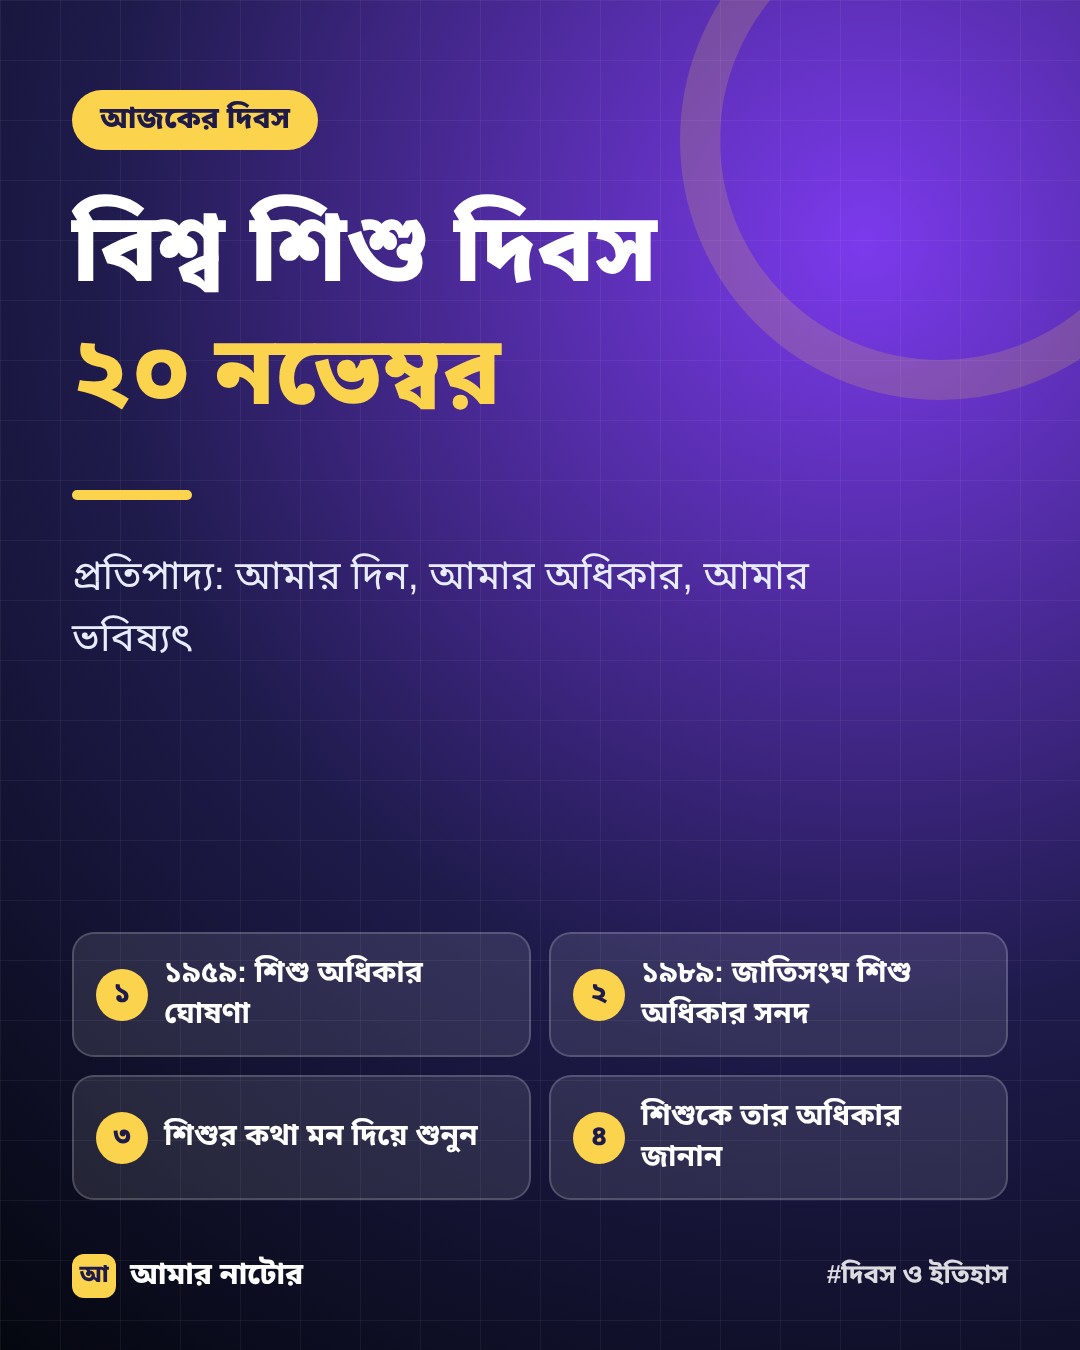 আজকের দিবস
বিশ্ব শিশু দিবস
২০ নভেম্বর
প্রতিপাদ্য: আমার দিন, আমার অধিকার, আমার
ভবিষ্যৎ
১
১৯৫৯: শিশু অধিকার
ঘোষণা
২
১৯৮৯: জাতিসংঘ শিশু
অধিকার সনদ
৩
শিশুর কথা মন দিয়ে শুনুন
৪
শিশুকে তার অধিকার
জানান
আ আমার নাটোর
#দিবস ও ইতিহাস